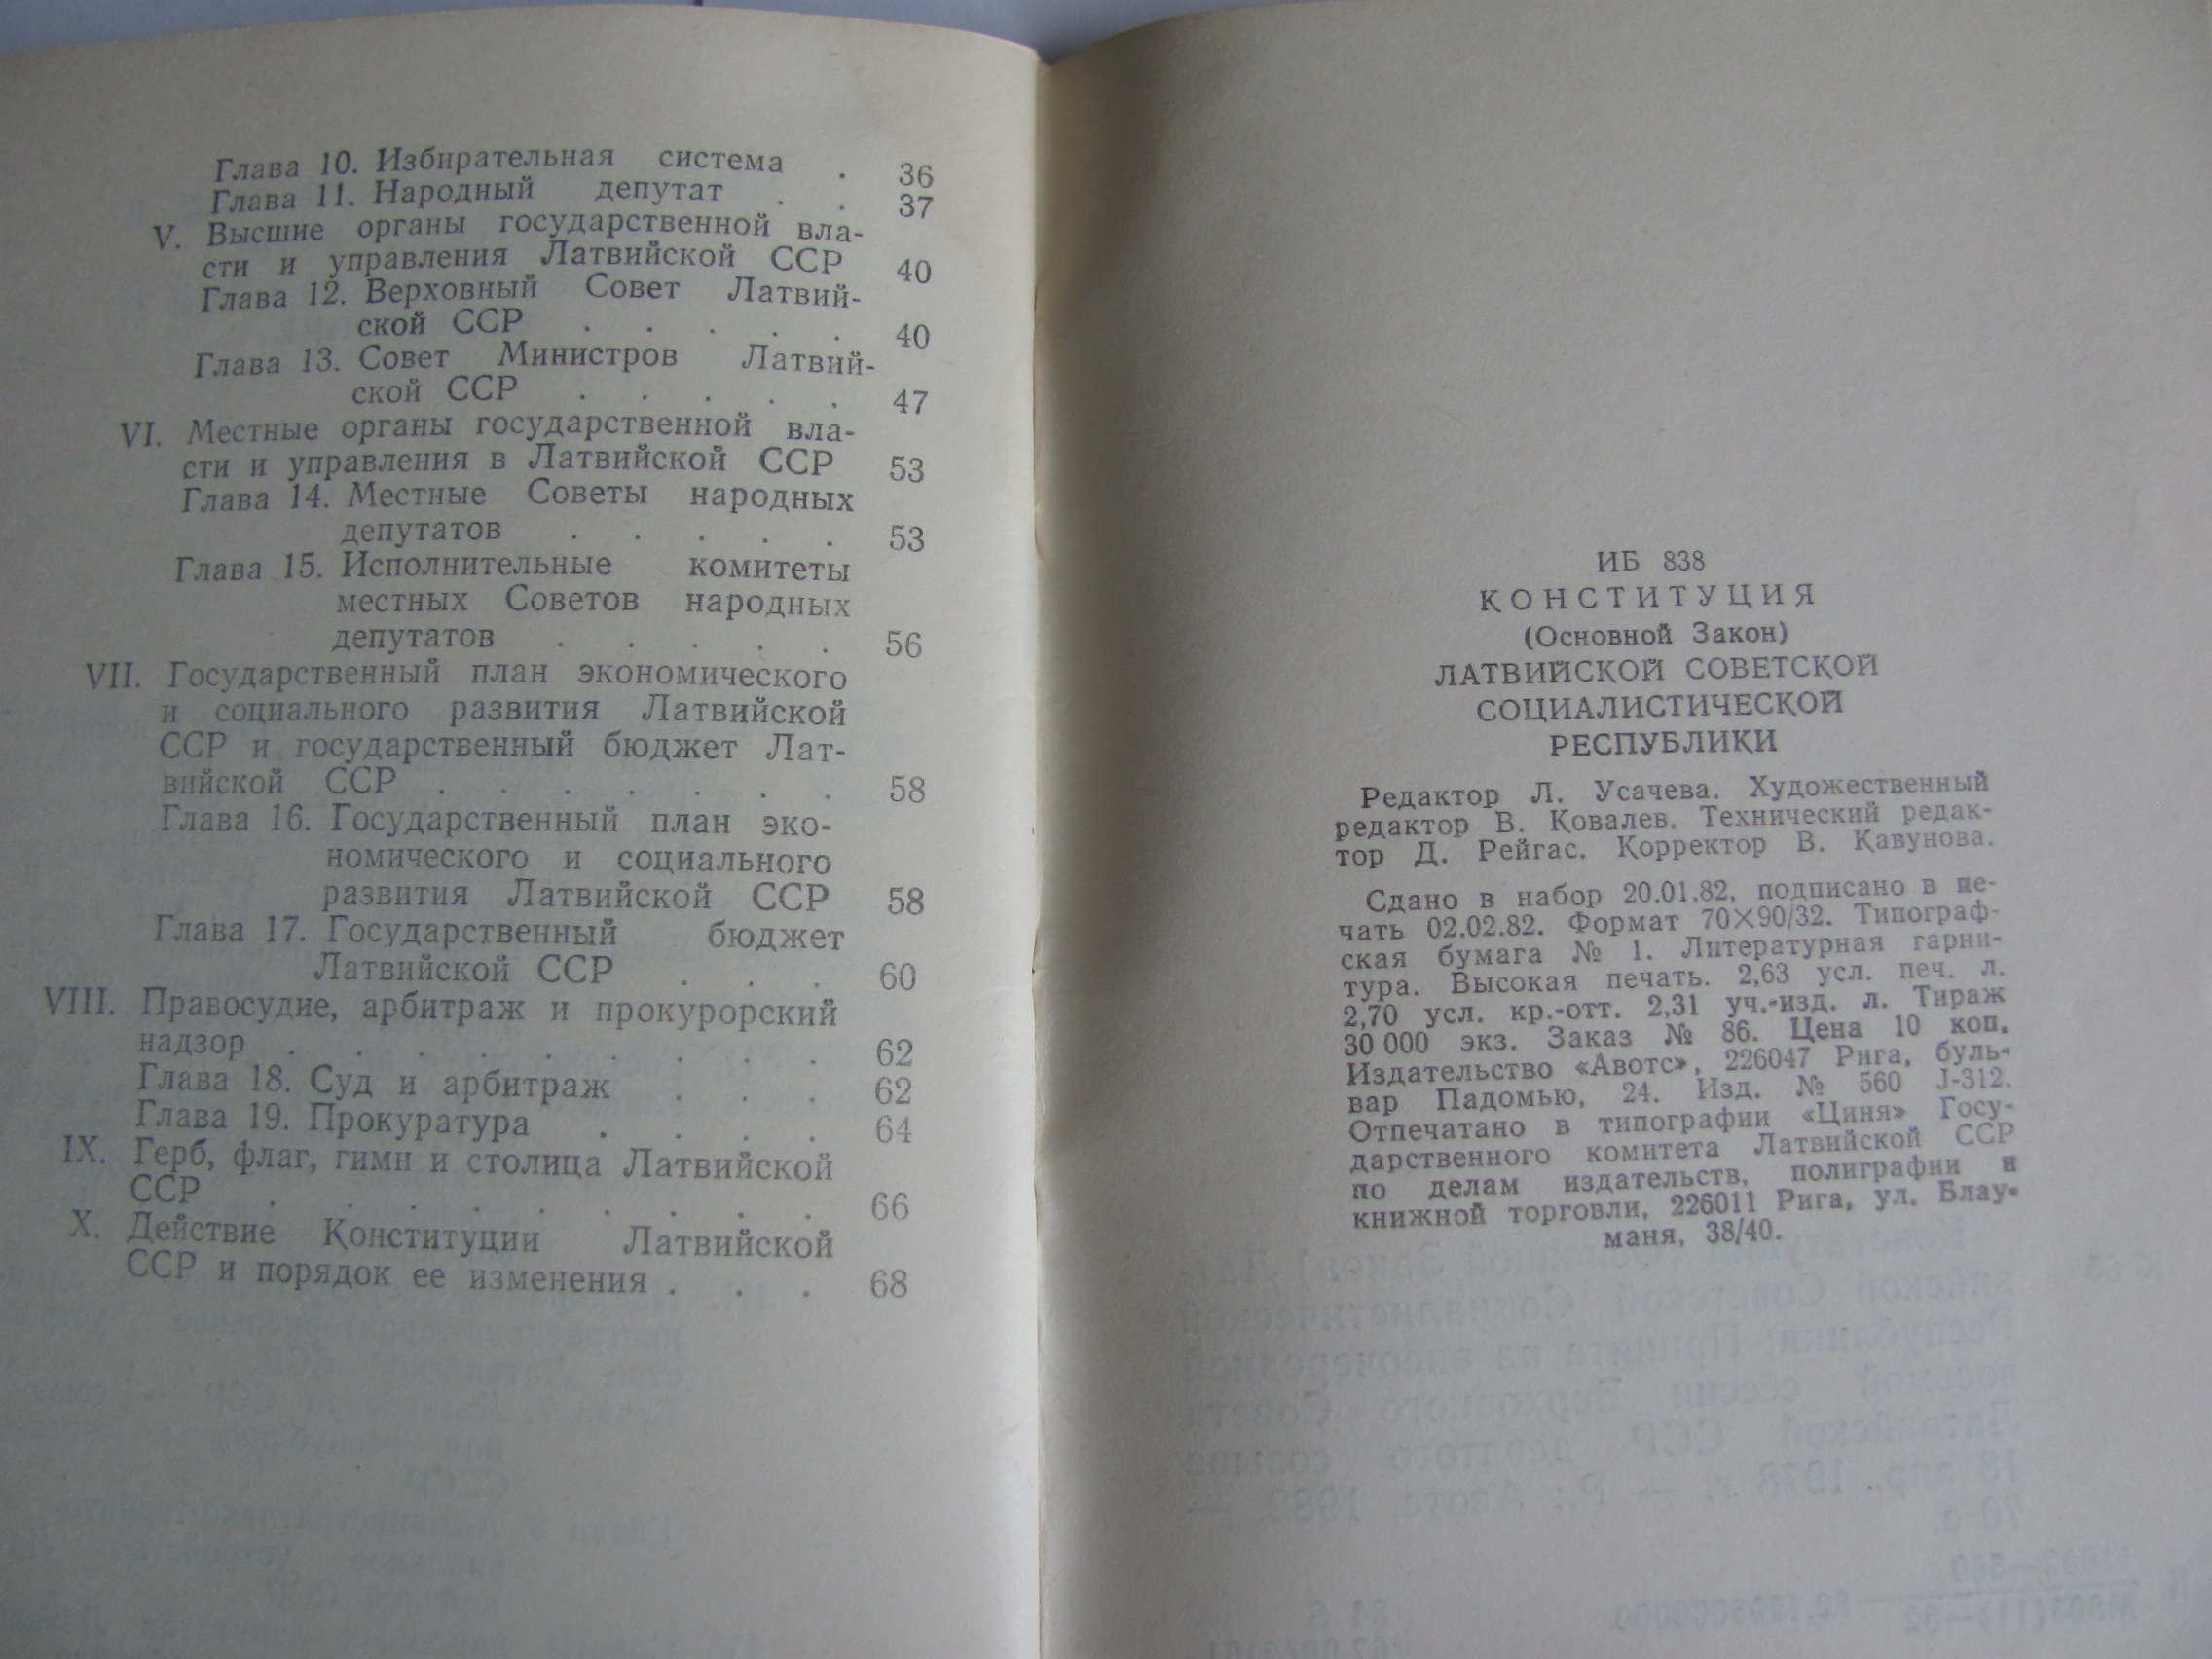 Глава 10. Избирательная система . 36
Глава 11. Народный депутат . . 37
V. Высшие органы государственной вла-
сти и управления Латвийской ССР 40
Глава 12. Верховный Совет Латвий-
ской ССР . . . . . 40
Глава 13. Совет Министров Латвий-
ской ССР . . . . . 47
VI. Местные органы государственной вла-
сти и управления в Латвийской ССР 53
Глава 14. Местные Советы народных
депутатов . . . . . 53
Глава 15. Исполнительные комитеты
местных Советов народных
депутатов . . . . . 56
VII. Государственный план экономического
и социального развития Латвийской
ССР и государственный бюджет Лат-
вийской ССР . . . . . . . 58
Глава 16. Государственный план эко-
номического и социального
развития Латвийской ССР 58
Глава 17. Государственный бюджет
Латвийской ССР . . . 60
VIII. Правосудие, арбитраж и прокурорский
надзор . . . . . . . . . 62
Глава 18. Суд и арбитраж . . . 62
Глава 19. Прокуратура . . . . 64
IX. Герб, флаг, гимн и столица Латвийской
ССР . . . . . . . . . 66
X. Действие Конституции Латвийской
ССР и порядок ее изменения . . . 68
ИБ 838
КОНСТИТУЦИЯ
(Основной Закон)
ЛАТВИЙСКОЙ СОВЕТСКОЙ
СОЦИАЛИСТИЧЕСКОЙ
РЕСПУБЛИКИ
Редактор Л. Усачева. Художественный
редактор В. Ковалев. Технический редак-
тор Д. Рейгас. Корректор В. Кавунова.
Сдано в набор 20.01.82, подписано в пе-
чать 02.02.82. Формат 70×90/32. Типограф-
ская бумага № 1. Литературная гарни-
тура. Высокая печать. 2,63 усл. печ. л.
2,70 усл. кр.-отт. 2,31 уч.-изд. л. Тираж
30 000 экз. Заказ № 86. Цена 10 коп.
Издательство «Авотс», 226047 Рига, буль-
вар Падомью, 24. Изд. № 560 J-312.
Отпечатано в типографии «Циня» Госу-
дарственного комитета Латвийской ССР
по делам издательств, полиграфии и
книжной торговли, 226011 Рига, ул. Блау-
маня, 38/40.